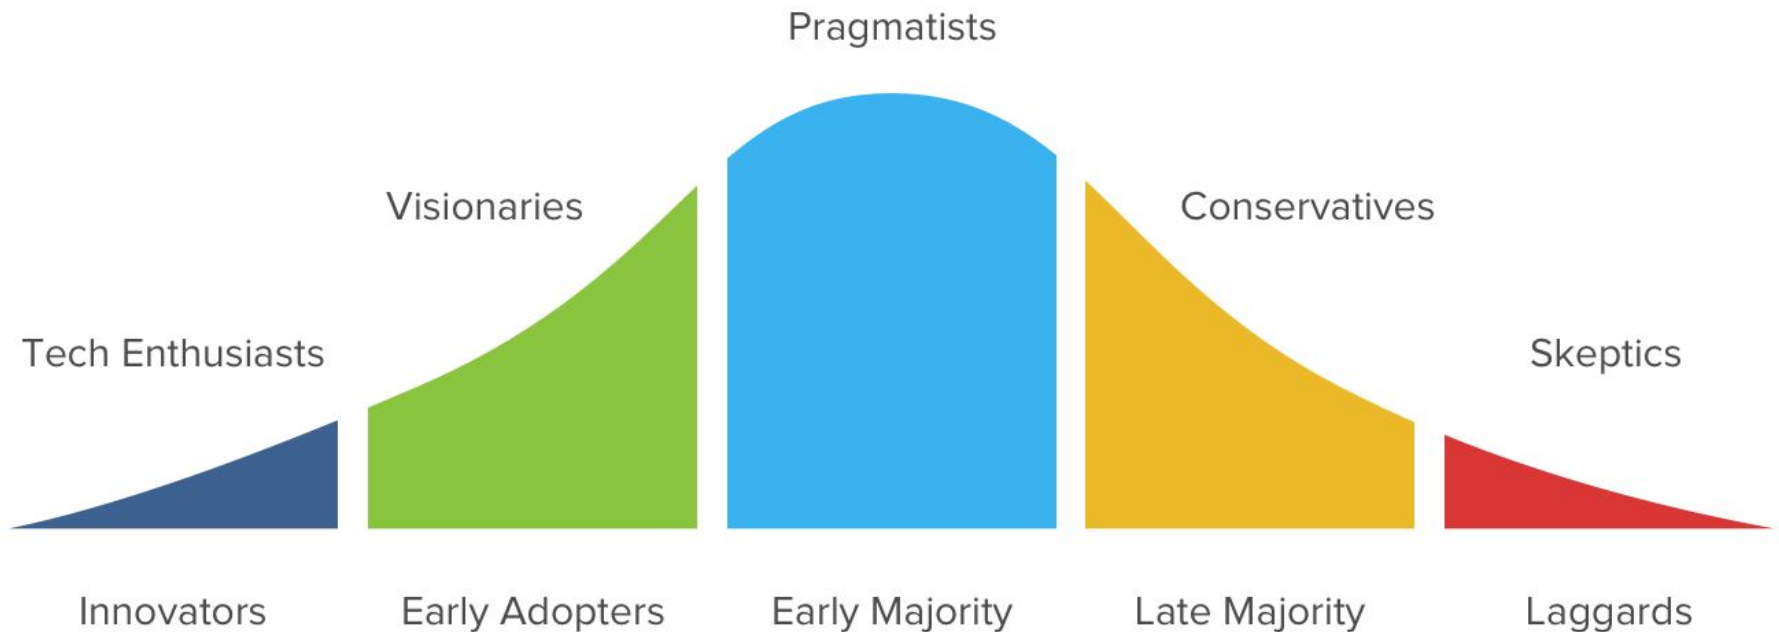 Pragmatists
Visionaries
Conservatives
Tech Enthusiasts
Skeptics
Innovators
Early Adopters
Early Majority
Late Majority
Laggards